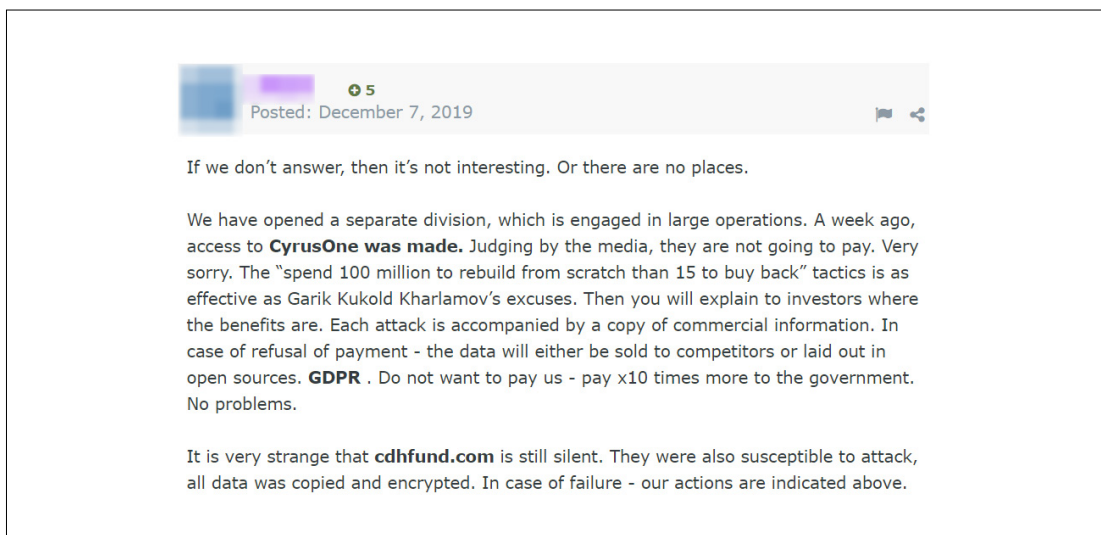 5
Posted: December 7, 2019
If we don’t answer, then it’s not interesting. Or there are no places.
We have opened a separate division, which is engaged in large operations. A week ago,
access to CyrusOne was made. Judging by the media, they are not going to pay. Very
sorry. The “spend 100 million to rebuild from scratch than 15 to buy back” tactics is as
effective as Garik Kukold Kharlamov’s excuses. Then you will explain to investors where
the benefits are. Each attack is accompanied by a copy of commercial information. In
case of refusal of payment - the data will either be sold to competitors or laid out in
open sources. GDPR . Do not want to pay us - pay x10 times more to the government.
No problems.
It is very strange that cdhfund.com is still silent. They were also susceptible to attack,
all data was copied and encrypted. In case of failure - our actions are indicated above.